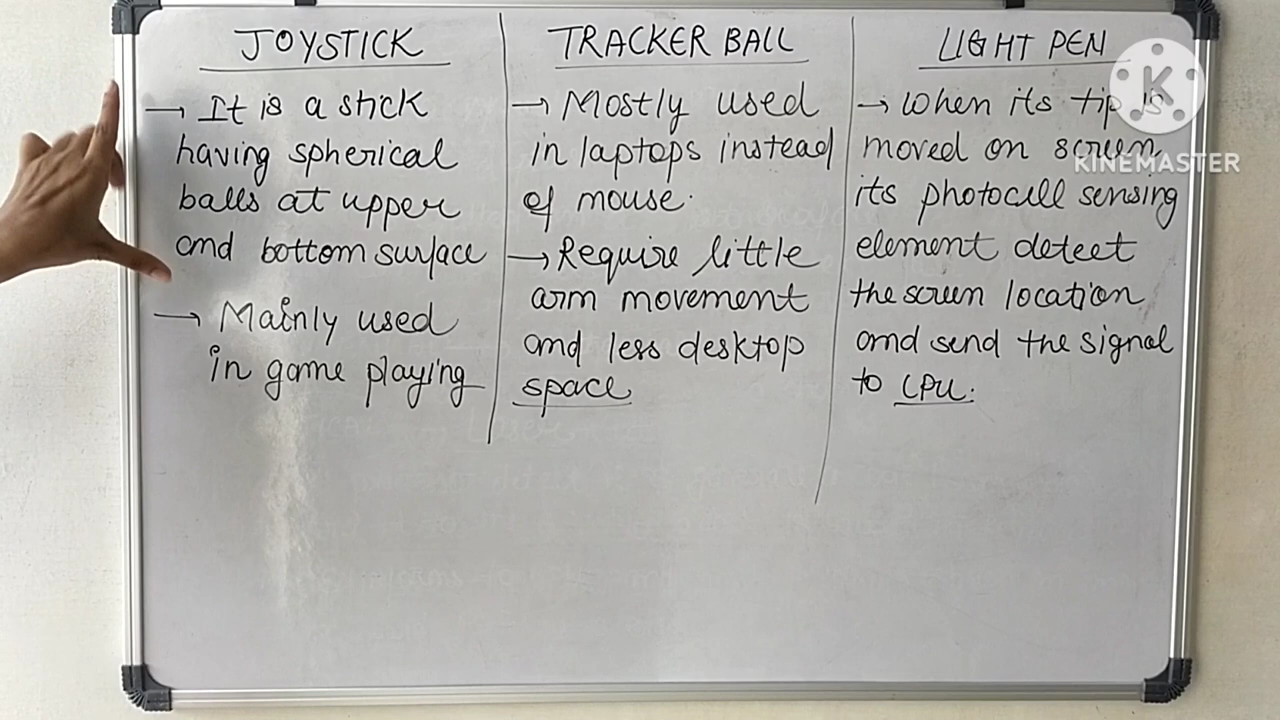 JOYSTICK
→ It is a stick
having spherical
balls at upper
and bottom surface
→ Mainly used
in game playing
TRACKER BALL
→ Mostly used
in laptops instead
of mouse.
→ Require little
arm movement
and less desktop
space
LIGHT PEN
→ When its tip is
moved on screen
its photocell sensing
element detect
the screen location
and send the signal
to CPU.
K
KINEMASTER